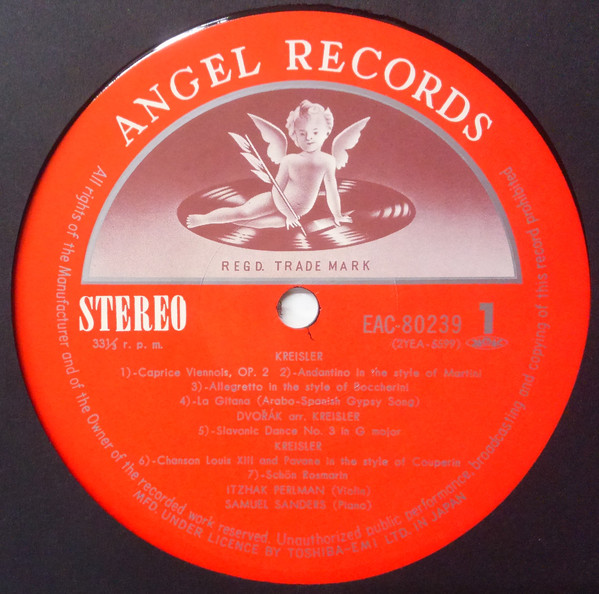 ANGEL RECORDS
REGD. TRADE MARK
STEREO
33⅓ r. p. m.
EAC-80239 1
(2YEA-5599)
KREISLER
1)-Caprice Viennois, OP. 2 2)-Andantino in the style of Martini
3)-Allegretto in the style of Boccherini
4)-La Gitana (Arabo-Spanish Gypsy Song)
DVOŘÁK arr. KREISLER
5)-Slavonic Dance No. 3 in G major
KREISLER
6)-Chanson Louis XIII and Pavane in the style of Couperin
7)-Schön Rosmarin
ITZHAK PERLMAN (Violin)
SAMUEL SANDERS (Piano)
All rights of the Manufacturer and of the Owner of the recorded work reserved. Unauthorized public performance, broadcasting and copying of this record prohibited
MFD. UNDER LICENCE BY TOSHIBA-EMI LTD. IN JAPAN